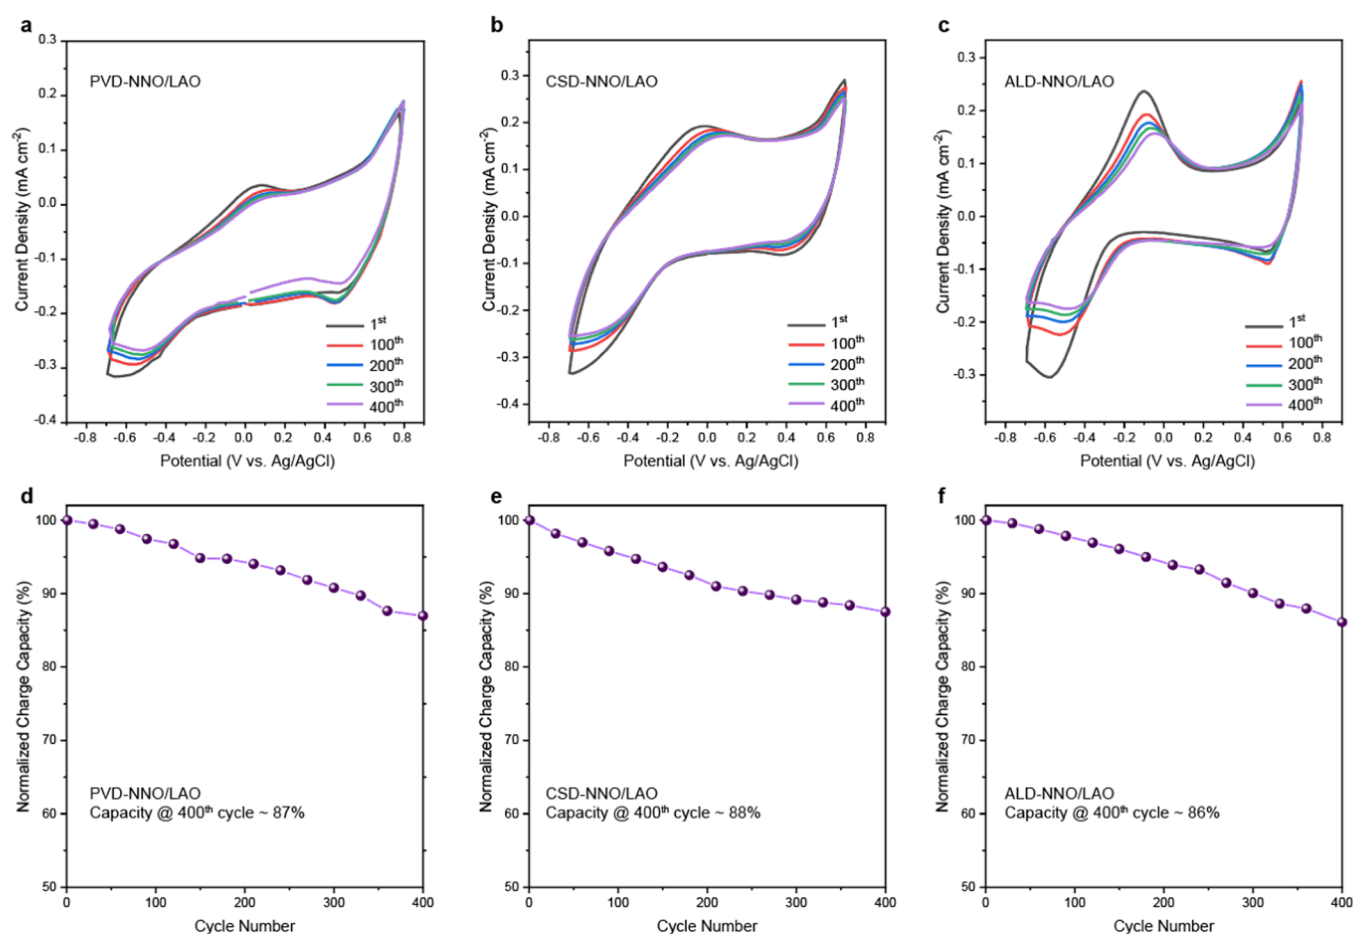 a
PVD-NNO/LAO
Current Density (mA cm⁻²)
0.3
0.2
0.1
0.0
-0.1
-0.2
-0.3
-0.4
1st
100th
200th
300th
400th
-0.8 -0.6 -0.4 -0.2 0.0 0.2 0.4 0.6 0.8
Potential (V vs. Ag/AgCl)
b
CSD-NNO/LAO
Current Density (mA cm⁻²)
0.3
0.2
0.1
0.0
-0.1
-0.2
-0.3
-0.4
1st
100th
200th
300th
400th
-0.8 -0.6 -0.4 -0.2 0.0 0.2 0.4 0.6 0.8
Potential (V vs. Ag/AgCl)
c
ALD-NNO/LAO
Current Density (mA cm⁻²)
0.3
0.2
0.1
0.0
-0.1
-0.2
-0.3
1st
100th
200th
300th
400th
-0.8 -0.6 -0.4 -0.2 0.0 0.2 0.4 0.6 0.8
Potential (V vs. Ag/AgCl)
d
Normalized Charge Capacity (%)
100
90
80
70
60
50
PVD-NNO/LAO
Capacity @ 400th cycle ~ 87%
0 100 200 300 400
Cycle Number
e
Normalized Charge Capacity (%)
100
90
80
70
60
50
CSD-NNO/LAO
Capacity @ 400th cycle ~ 88%
0 100 200 300 400
Cycle Number
f
Normalized Charge Capacity (%)
100
90
80
70
60
50
ALD-NNO/LAO
Capacity @ 400th cycle ~ 86%
0 100 200 300 400
Cycle Number